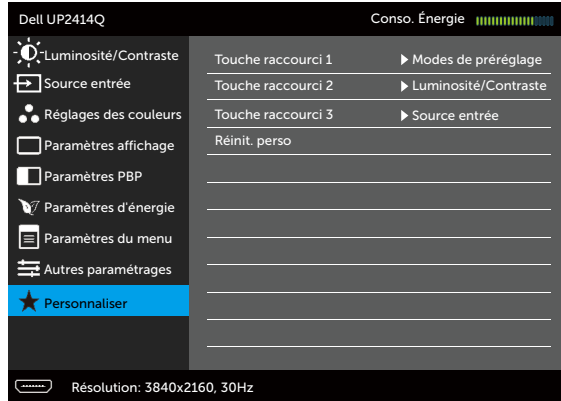 Dell UP2414Q
Conso. Énergie
Luminosité/Contraste
Source entrée
Réglages des couleurs
Paramètres affichage
Paramètres PBP
Paramètres d'énergie
Paramètres du menu
Autres paramétrages
Personnaliser
Touche raccourci 1 Modes de préréglage
Touche raccourci 2 Luminosité/Contraste
Touche raccourci 3 Source entrée
Réinit. perso
Résolution: 3840x2160, 30Hz